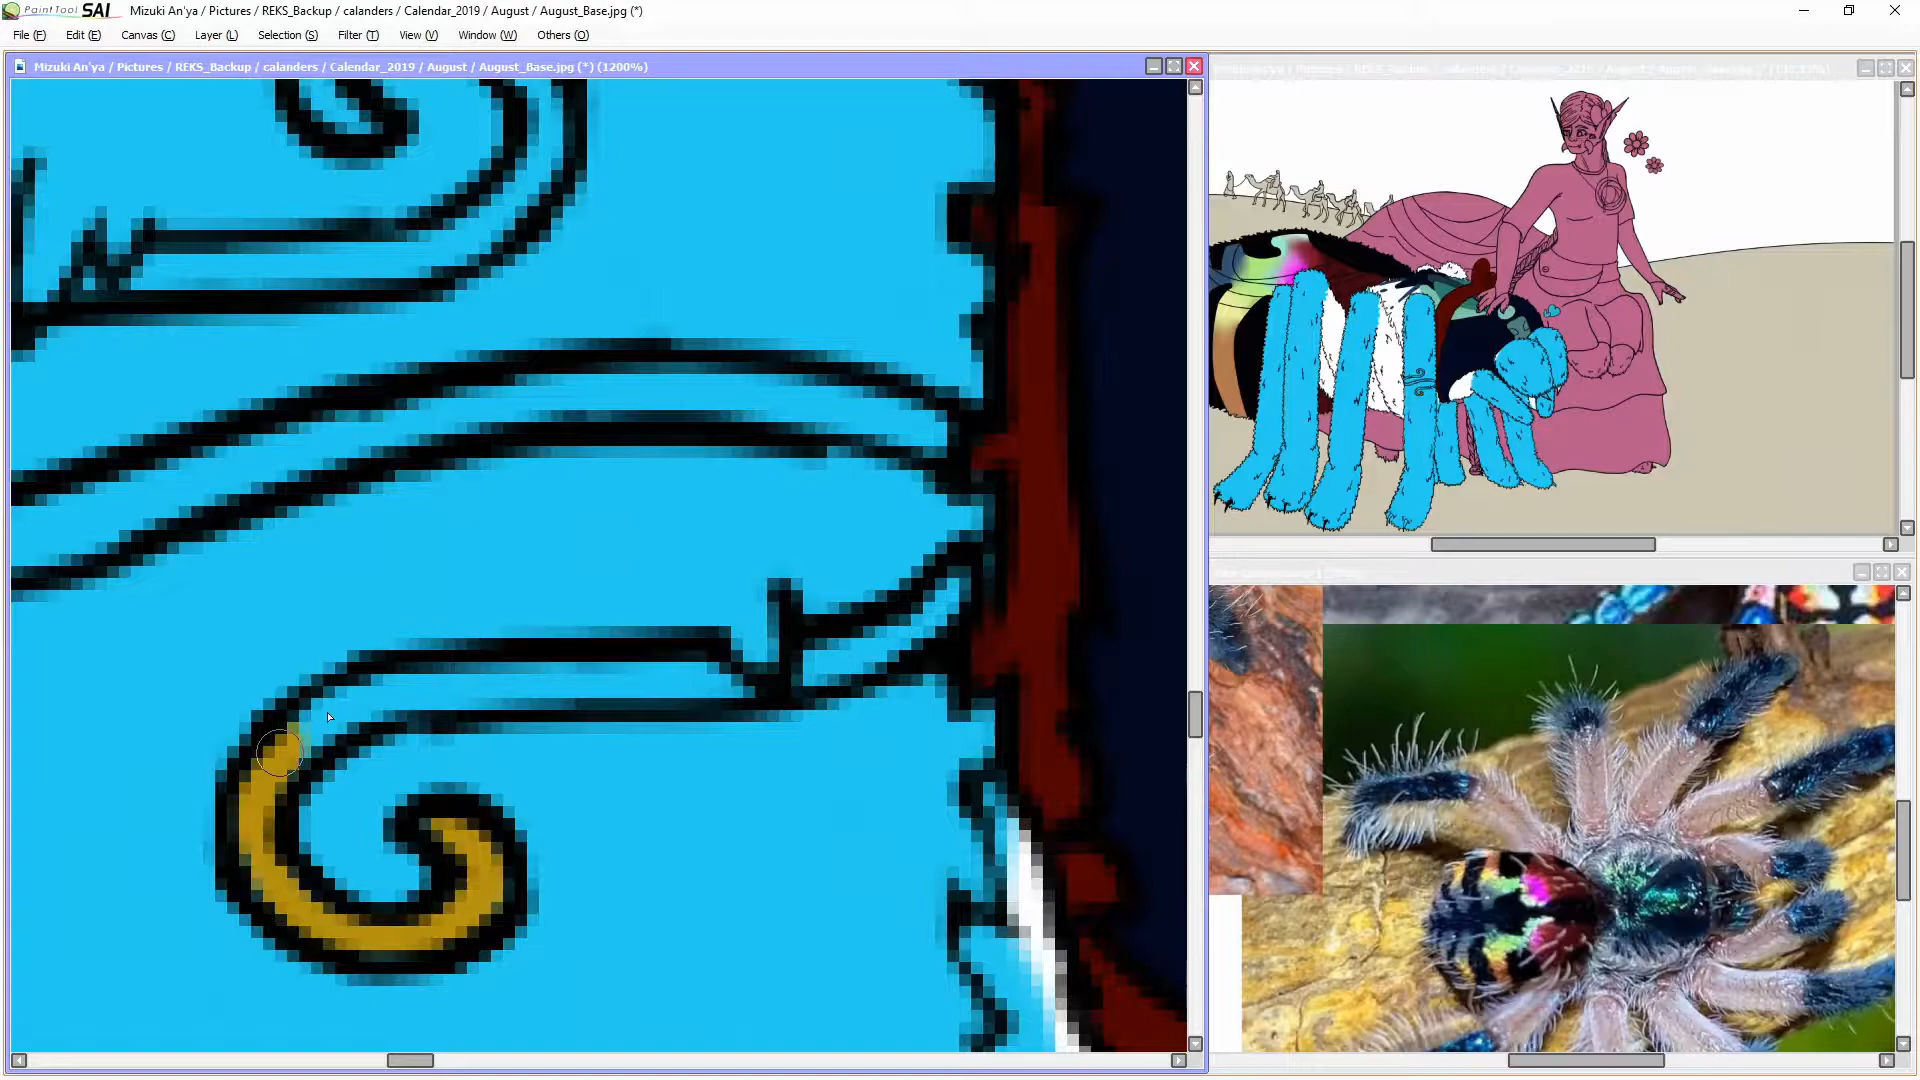 PaintTool SAI Mizuki An'ya / Pictures / REKS_Backup / calanders / Calendar_2019 / August / August_Base.jpg (*)
File (F) Edit (E) Canvas (C) Layer (L) Selection (S) Filter (T) View (V) Window (W) Others (O)
Mizuki An'ya / Pictures / REKS_Backup / calanders / Calendar_2019 / August / August_Base.jpg (*) (1200%)